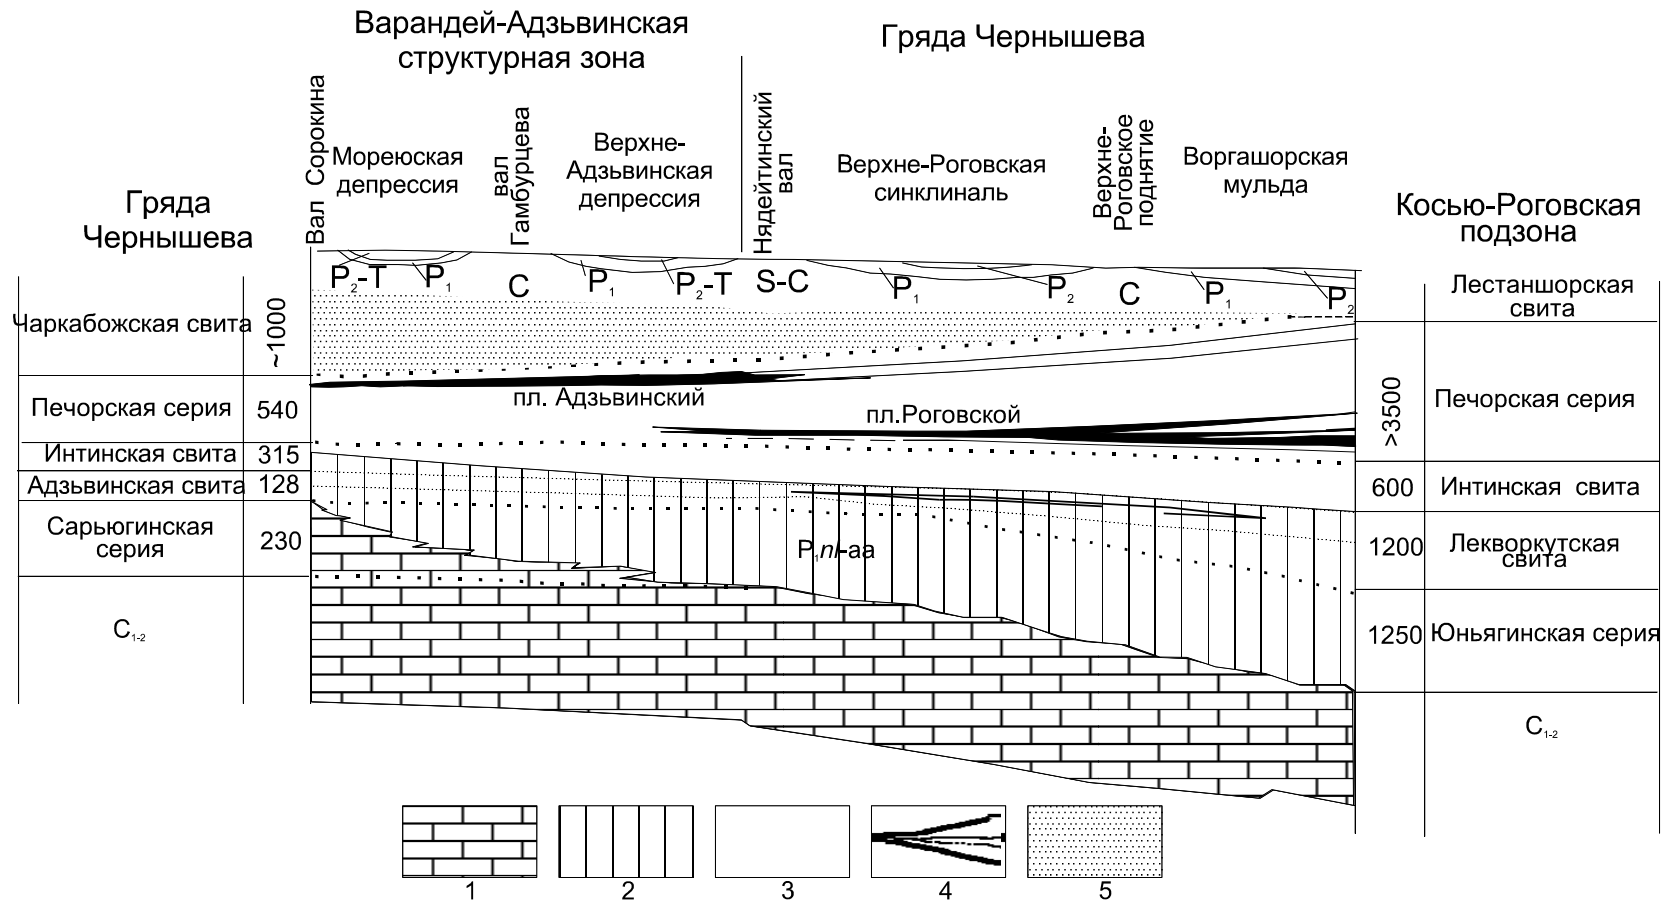 Варандей-Адзьвинская
структурная зона
Гряда Чернышева
Вал Сорокина
Мореюская
депрессия
вал
Гамбурцева
Верхне-
Адзьвинская
депрессия
Нядейтинский
вал
Верхне-Роговская
синклиналь
Верхне-
Роговское
поднятие
Воргашорская
мульда
Гряда
Чернышева
Косью-Роговская
подзона
P₂-T
P₁
C
P₁
P₂-T
S-C
P₁
P₂
C
P₁
P₂
Чаркабожская свита
~1000
Печорская серия
540
Интинская свита
315
Адзьвинская свита
128
Сарьюгинская
серия
230
C₁₋₂
пл. Адзьвинский
пл.Роговской
P₁nl-aa
Лестаншорская
свита
>3500
Печорская серия
600
Интинская свита
1200
Лекворкутская
свита
1250
Юньягинская серия
C₁₋₂
1
2
3
4
5